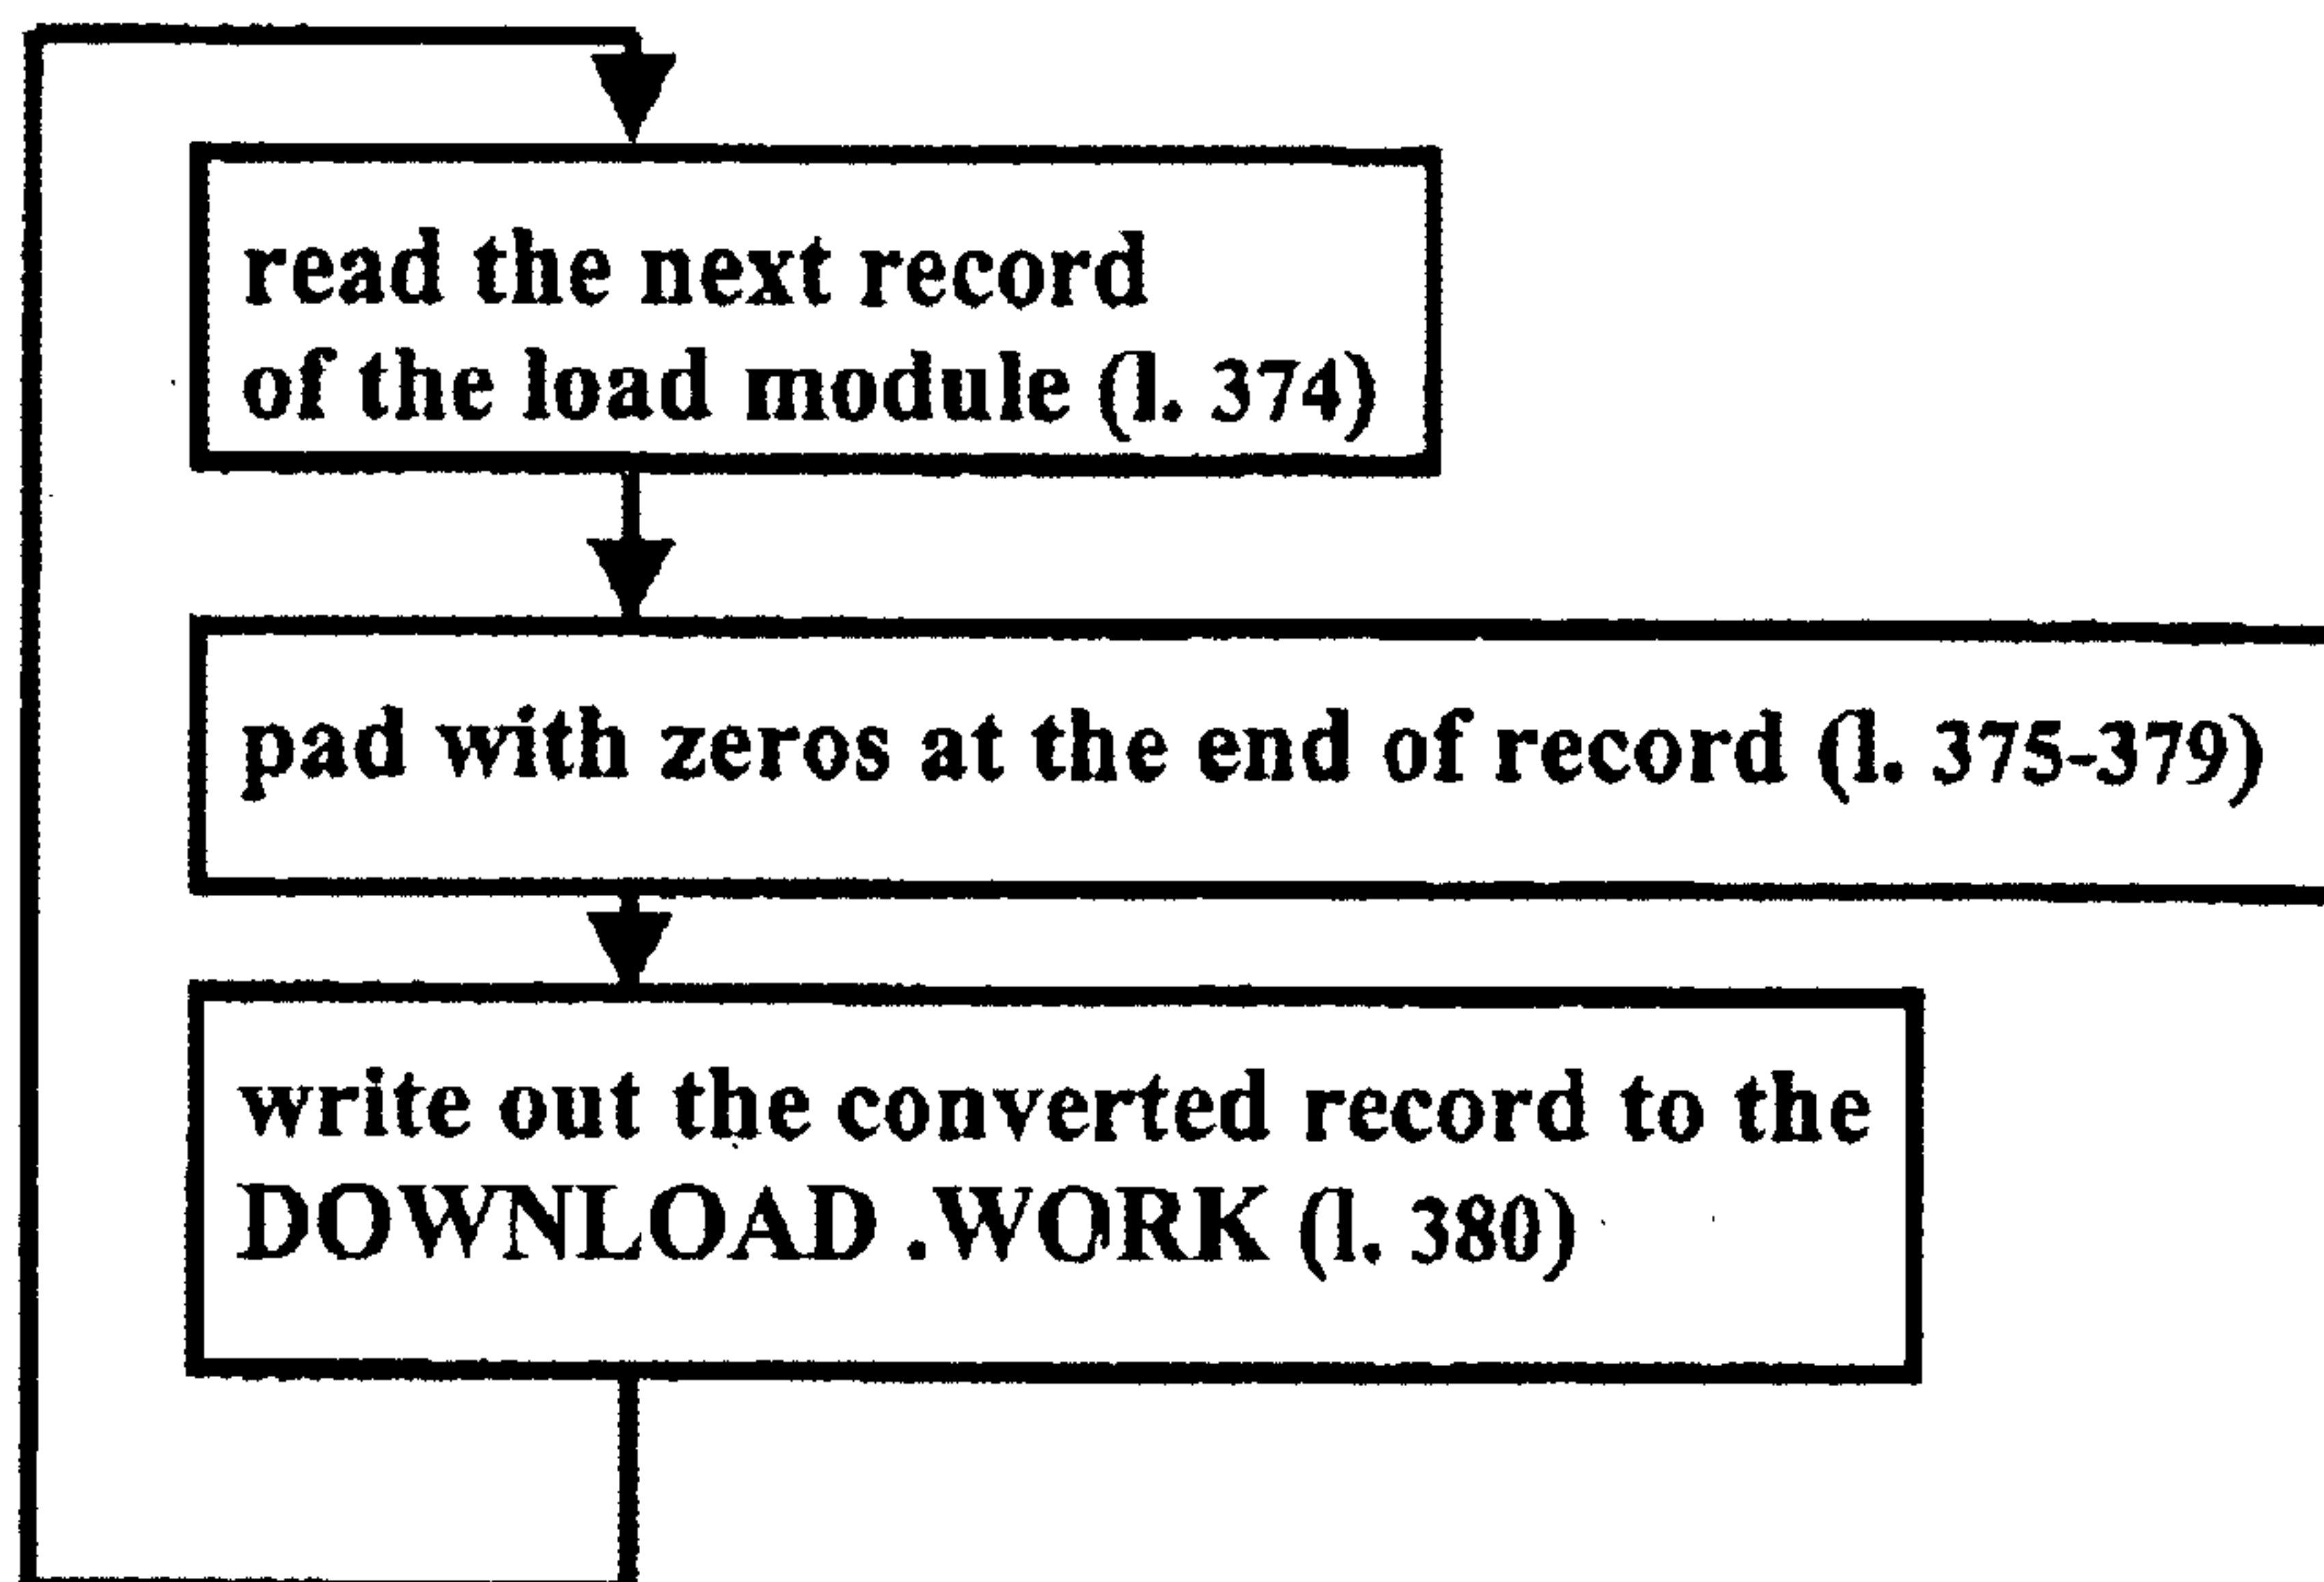 read the next record
of the load module (l. 374)
pad with zeros at the end of record (l. 375-379)
write out the converted record to the
DOWNLOAD .WORK (l. 380)